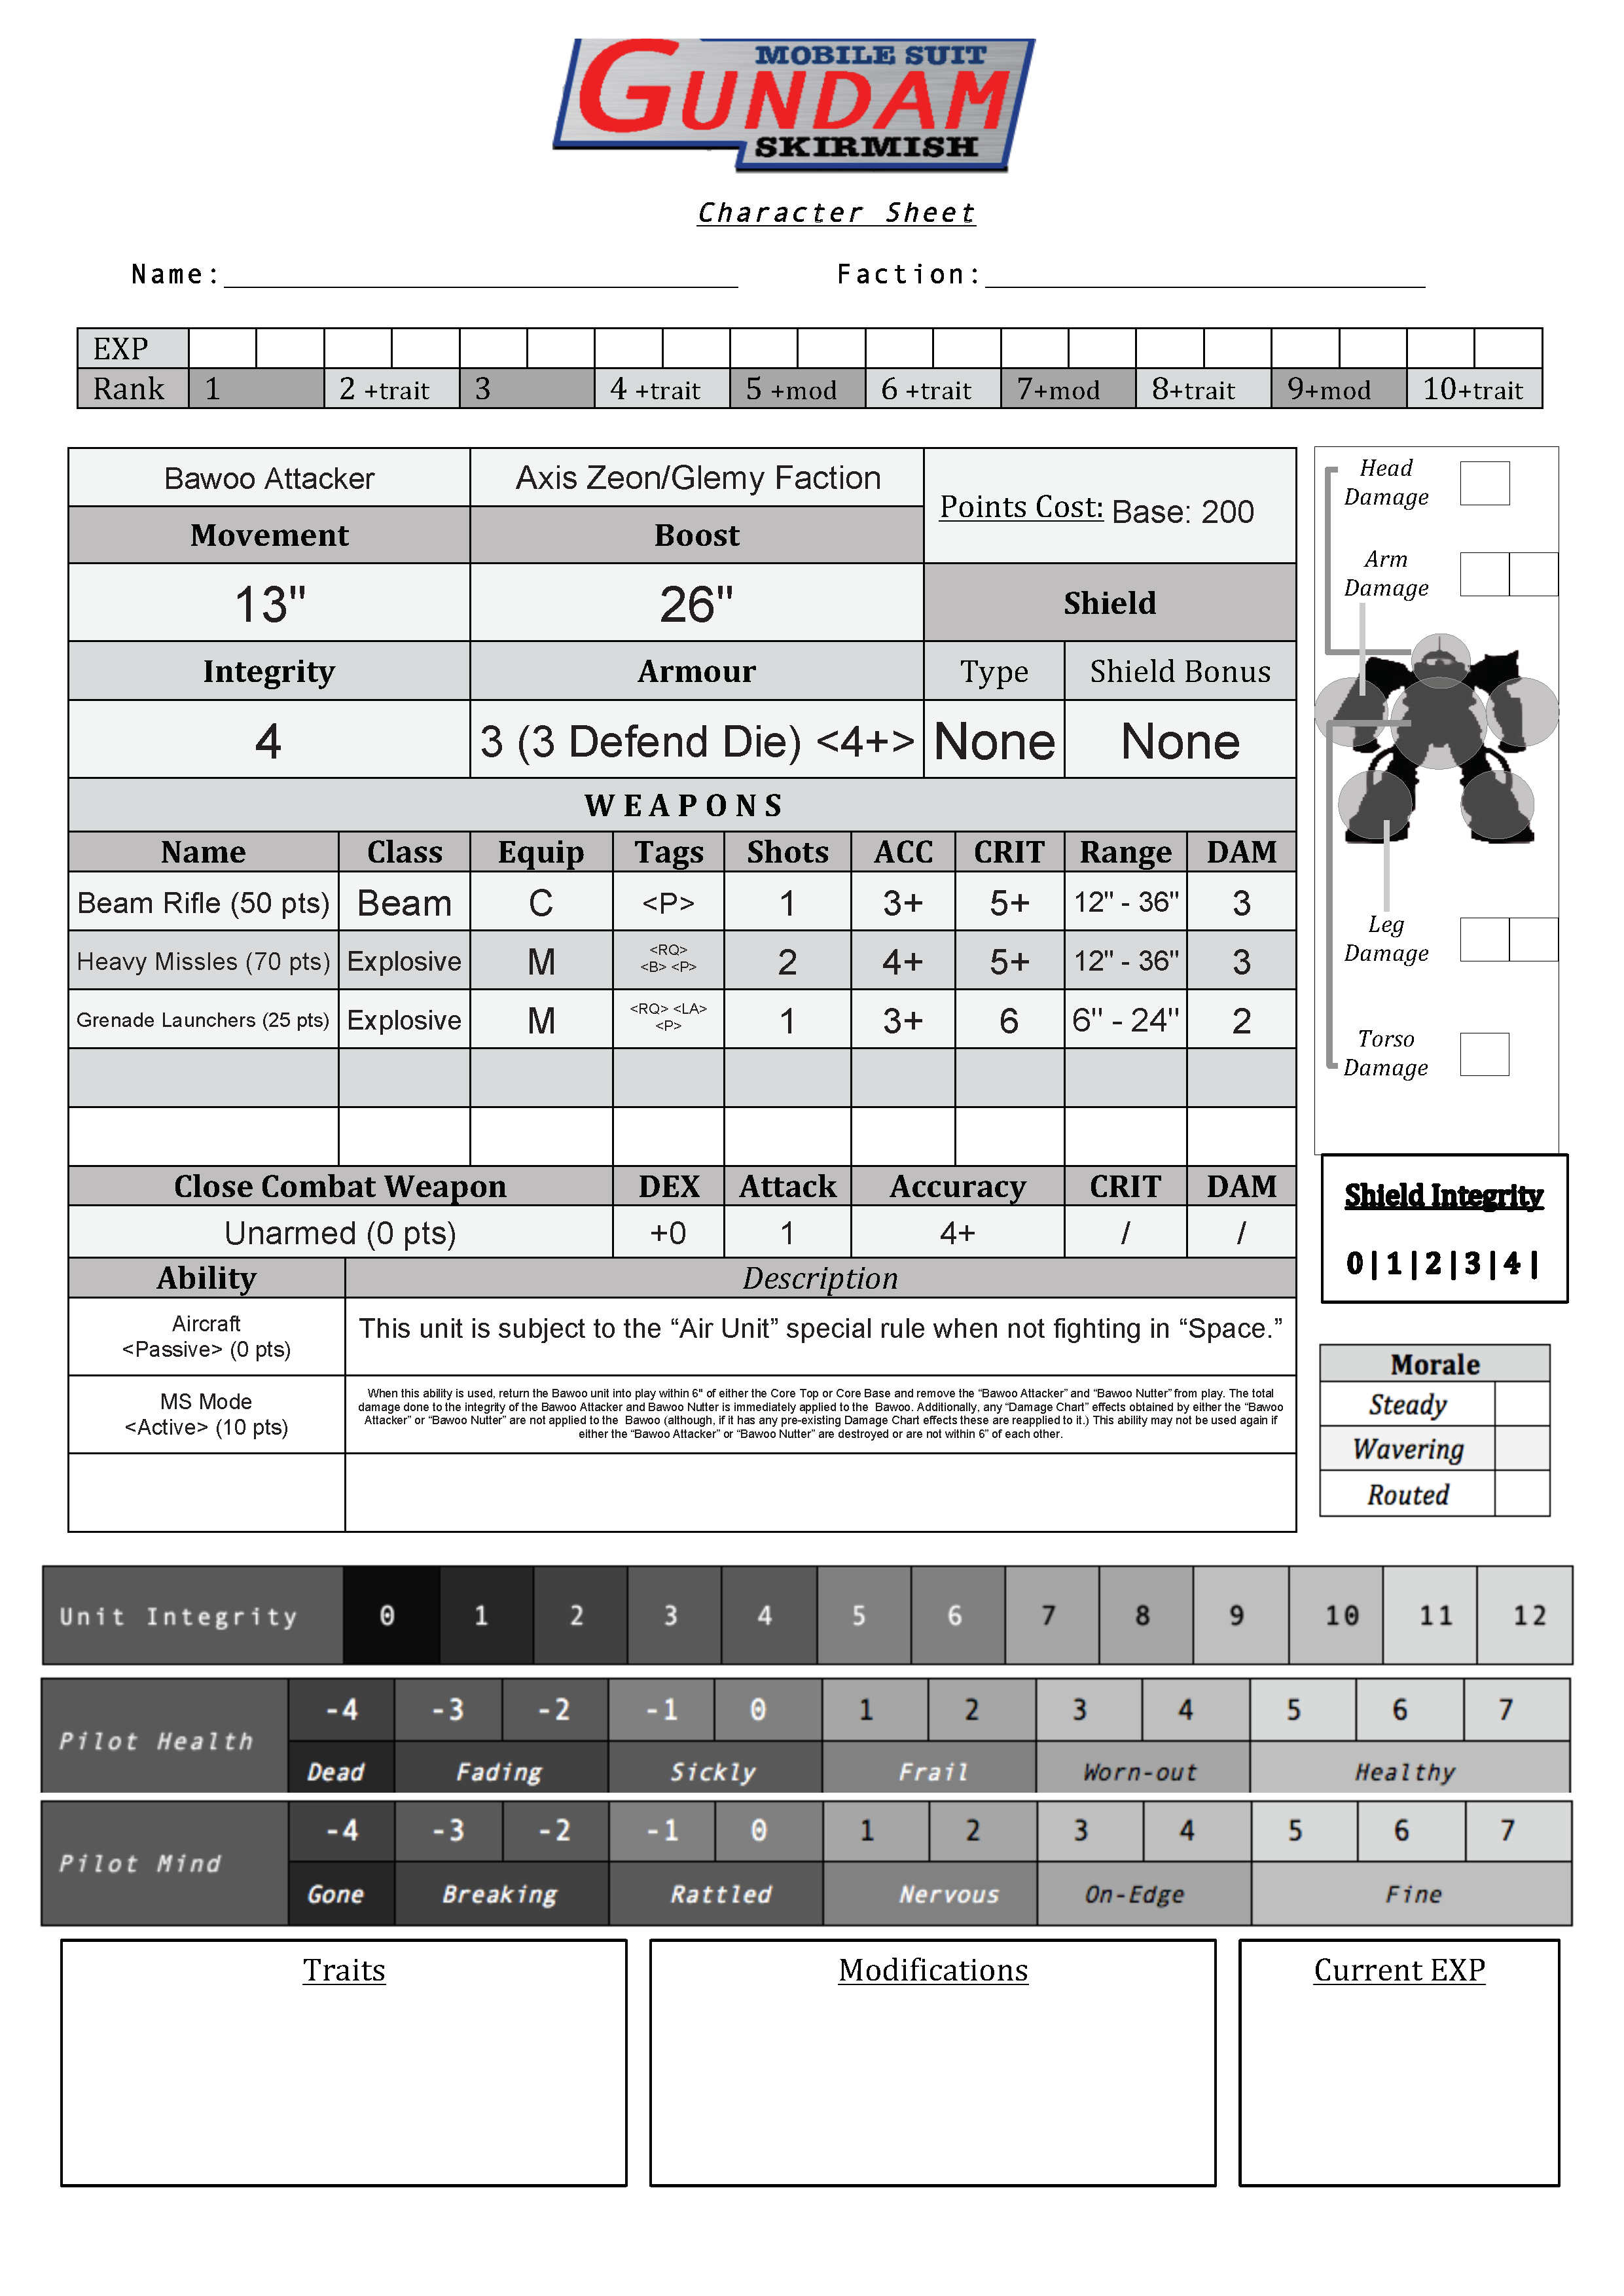 MOBILE SUIT
GUNDAM
SKIRMISH
Character Sheet
Name: Faction:
EXP
Rank 1 2 +trait 3 4 +trait 5 +mod 6 +trait 7+mod 8+trait 9+mod 10+trait
Bawoo Attacker Axis Zeon/Glemy Faction Points Cost: Base: 200
Movement Boost
13" 26" Shield
Integrity Armour Type Shield Bonus
4 3 (3 Defend Die) <4+> None None
WEAPONS
Name Class Equip Tags Shots ACC CRIT Range DAM
Beam Rifle (50 pts) Beam C <P> 1 3+ 5+ 12" - 36" 3
Heavy Missles (70 pts) Explosive M <RQ> <B> <P> 2 4+ 5+ 12" - 36" 3
Grenade Launchers (25 pts) Explosive M <RQ> <LA> <P> 1 3+ 6 6" - 24" 2
Close Combat Weapon DEX Attack Accuracy CRIT DAM
Unarmed (0 pts) +0 1 4+ / /
Ability Description
Aircraft
<Passive> (0 pts)
This unit is subject to the “Air Unit” special rule when not fighting in “Space.”
MS Mode
<Active> (10 pts)
When this ability is used, return the Bawoo unit into play within 6" of either the Core Top or Core Base and remove the “Bawoo Attacker” and “Bawoo Nutter” from play. The total
damage done to the integrity of the Bawoo Attacker and Bawoo Nutter is immediately applied to the Bawoo. Additionally, any “Damage Chart” effects obtained by either the “Bawoo
Attacker” or “Bawoo Nutter” are not applied to the Bawoo (although, if it has any pre-existing Damage Chart effects these are reapplied to it.) This ability may not be used again if
either the “Bawoo Attacker” or “Bawoo Nutter” are destroyed or are not within 6” of each other.
Head
Damage
Arm
Damage
Leg
Damage
Torso
Damage
Shield Integrity
0|1|2|3|4|
Morale
Steady
Wavering
Routed
Unit Integrity 0 1 2 3 4 5 6 7 8 9 10 11 12
Pilot Health -4 -3 -2 -1 0 1 2 3 4 5 6 7
Dead Fading Sickly Frail Worn-out Healthy
Pilot Mind -4 -3 -2 -1 0 1 2 3 4 5 6 7
Gone Breaking Rattled Nervous On-Edge Fine
Traits Modifications Current EXP